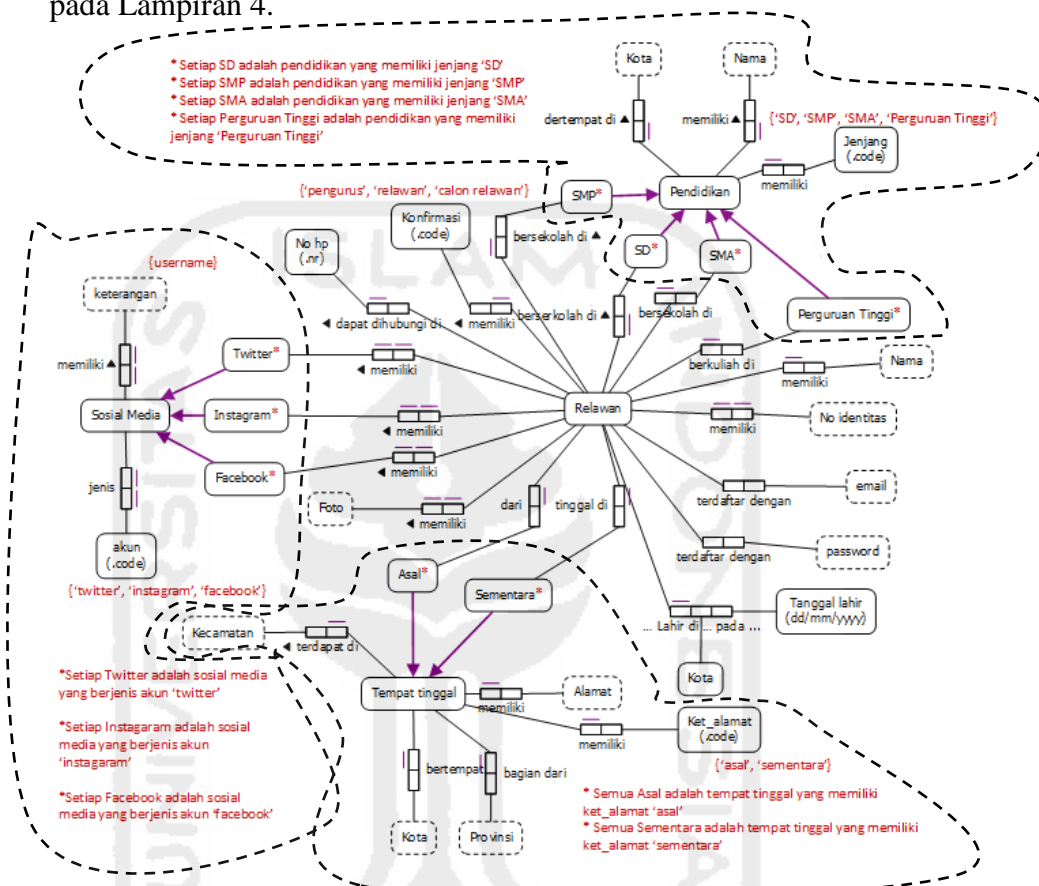 pada Lampiran 4.
* Setiap SD adalah pendidikan yang memiliki jenjang ‘SD’
* Setiap SMP adalah pendidikan yang memiliki jenjang ‘SMP’
* Setiap SMA adalah pendidikan yang memiliki jenjang ‘SMA’
* Setiap Perguruan Tinggi adalah pendidikan yang memiliki
jenjang ‘Perguruan Tinggi’
Kota
Nama
dertempat di ▲
memiliki ▲
{‘SD’, ‘SMP’, ‘SMA’, ‘Perguruan Tinggi’}
Jenjang
(.code)
memiliki
{‘pengurus’, ‘relawan’, ‘calon relawan’}
SMP*
Pendidikan
Konfirmasi
(.code)
No hp
(.nr)
bersekolah di ▲
SD*
SMA*
{username}
keterangan
◄ dapat dihubungi di
◄ memiliki
berserkolah di ▲
bersekolah di
Perguruan Tinggi*
memiliki ▲
Twitter*
◄ memiliki
berkuliah di
memiliki
Nama
Sosial Media
Instagram*
◄ memiliki
Relawan
memiliki
No identitas
jenis
Facebook*
◄ memiliki
Foto
◄ memiliki
dari
tinggal di
terdaftar dengan
email
akun
(.code)
terdaftar dengan
password
{‘twitter’, ‘instagram’, ‘facebook’}
Asal*
Sementara*
... Lahir di ... pada ...
Tanggal lahir
(dd/mm/yyyy)
Kecamatan
◄ terdapat di
Kota
*Setiap Twitter adalah sosial media
yang berjenis akun ‘twitter’
*Setiap Instagaram adalah sosial
media yang berjenis akun
‘instagaram’
*Setiap Facebook adalah sosial
media yang berjenis akun ‘facebook’
Tempat tinggal
memiliki
Alamat
memiliki
Ket_alamat
(.code)
{‘asal’, ‘sementara’}
bertempat
bagian dari
Kota
Provinsi
* Semua Asal adalah tempat tinggal yang memiliki
ket_alamat ‘asal’
* Semua Sementara adalah tempat tinggal yang memiliki
ket_alamat ‘sementara’
ISLAM